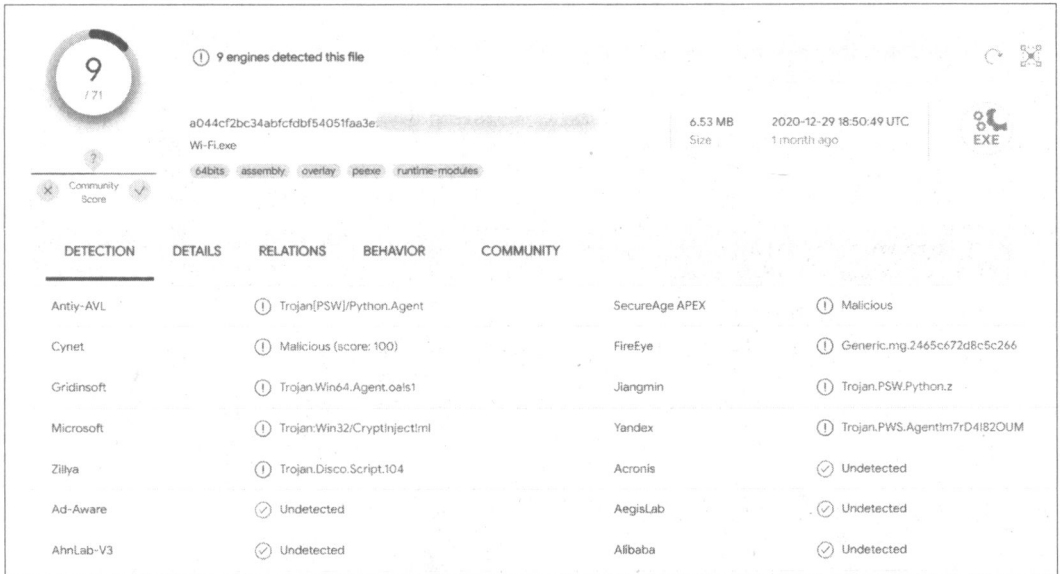 9
/ 71
9 engines detected this file
a044cf2bc34abfcfdbf54051faa3e
Wi-Fi.exe
64bits assembly overlay peexe runtime-modules
6.53 MB
Size
2020-12-29 18:50:49 UTC
1 month ago
EXE
?
Community
Score
DETECTION DETAILS RELATIONS BEHAVIOR COMMUNITY
Antiy-AVL Trojan[PSW]/Python.Agent SecureAge APEX Malicious
Cynet Malicious (score: 100) FireEye Generic.mg.2465c672d8c5c266
Gridinsoft Trojan.Win64.Agent.oa!s1 Jiangmin Trojan.PSW.Python.z
Microsoft Trojan:Win32/CryptInject!ml Yandex Trojan.PWS.Agent!m7rD4I82OUM
Zillya Trojan.Disco.Script.104 Acronis Undetected
Ad-Aware Undetected AegisLab Undetected
AhnLab-V3 Undetected Alibaba Undetected